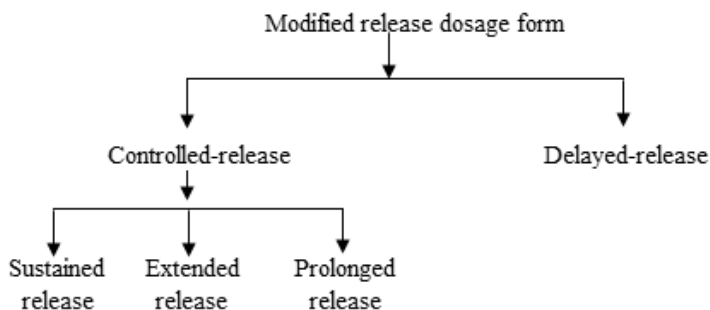 Modified release dosage form
Controlled-release
Delayed-release
Sustained release
Extended release
Prolonged release